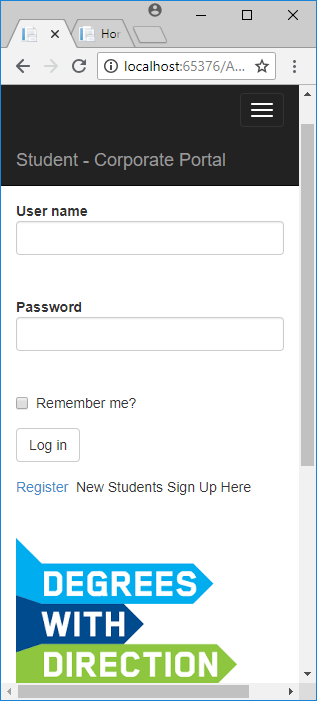 Hor
localhost:65376/A...
Student - Corporate Portal
User name
Password
Remember me?
Log in
Register New Students Sign Up Here
DEGREES
WITH
DIRECTION